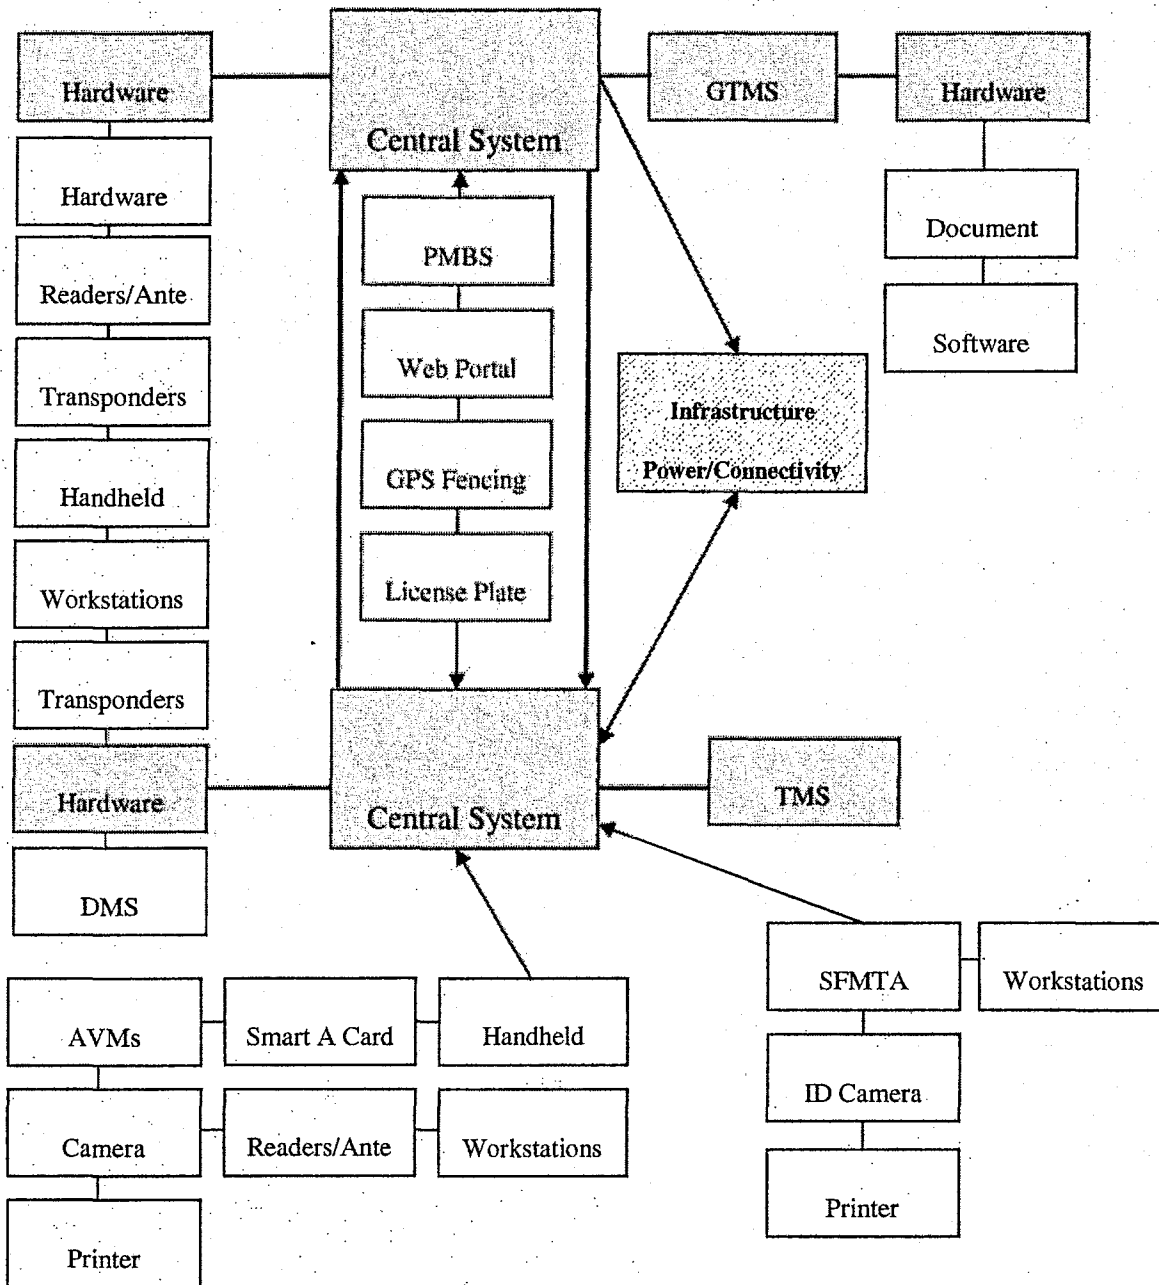 Hardware
Central System
GTMS
Hardware
Hardware
Readers/Ante
Transponders
Handheld
Workstations
Transponders
Hardware
DMS
PMBS
Web Portal
GPS Fencing
License Plate
Document
Software
Infrastructure
Power/Connectivity
Central System
TMS
AVMs
Smart A Card
Handheld
Camera
Readers/Ante
Workstations
Printer
SFMTA
Workstations
ID Camera
Printer